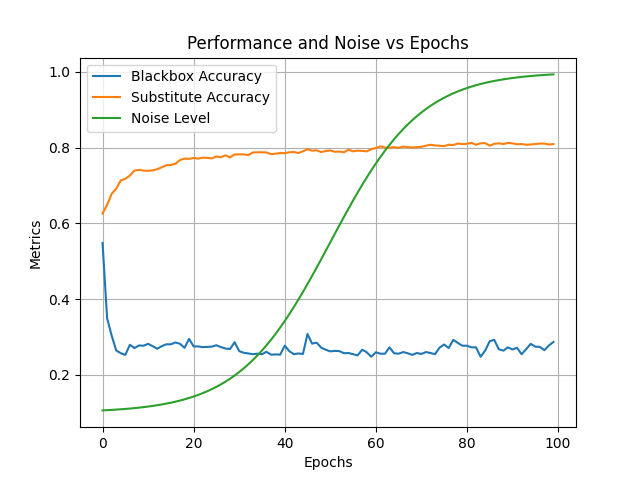 Performance and Noise vs Epochs
Blackbox Accuracy
Substitute Accuracy
Noise Level
1.0
0.8
0.6
0.4
0.2
Metrics
0 20 40 60 80 100
Epochs